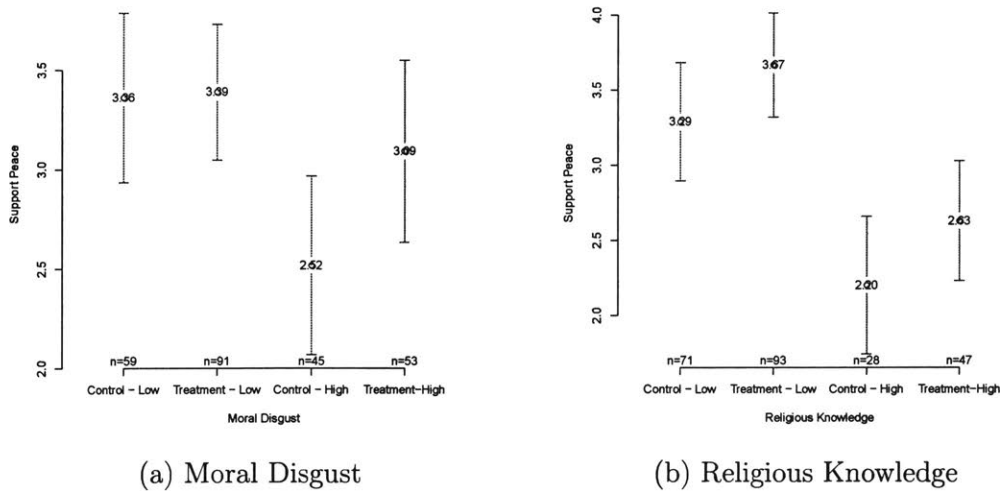 Support Peace
3.5
3.0
2.5
2.0
3.36
3.39
2.52
3.09
n=59 n=91 n=45 n=53
Control – Low Treatment – Low Control – High Treatment–High
Moral Disgust
(a) Moral Disgust
Support Peace
4.0
3.5
3.0
2.5
2.0
3.29
3.67
2.20
2.63
n=71 n=93 n=28 n=47
Control – Low Treatment – Low Control – High Treatment–High
Religious Knowledge
(b) Religious Knowledge